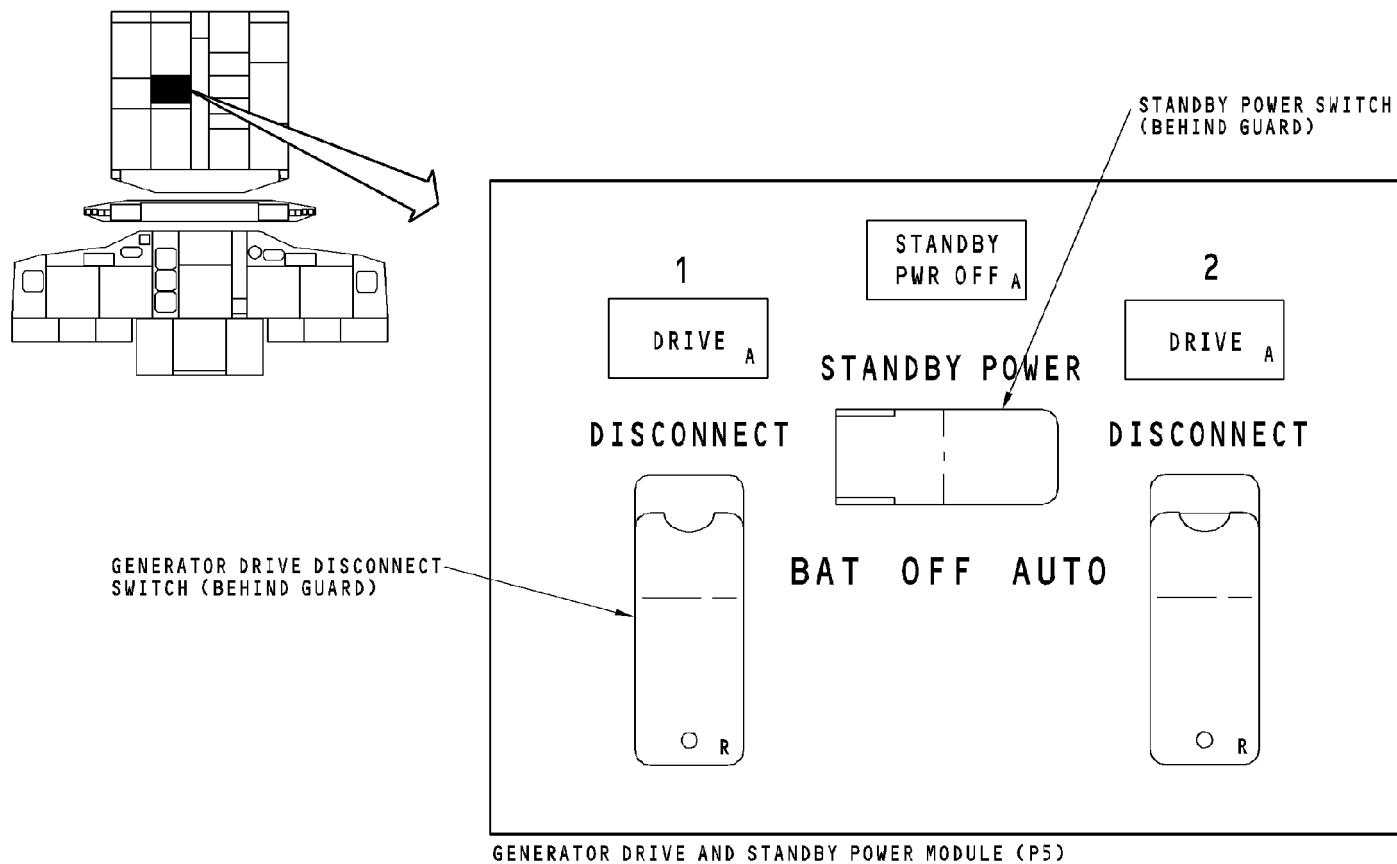 STANDBY POWER SWITCH
(BEHIND GUARD)
STANDBY
PWR OFF A
1
2
DRIVE A
DRIVE A
STANDBY POWER
DISCONNECT
DISCONNECT
GENERATOR DRIVE DISCONNECT
SWITCH (BEHIND GUARD)
BAT OFF AUTO
R
R
GENERATOR DRIVE AND STANDBY POWER MODULE (P5)